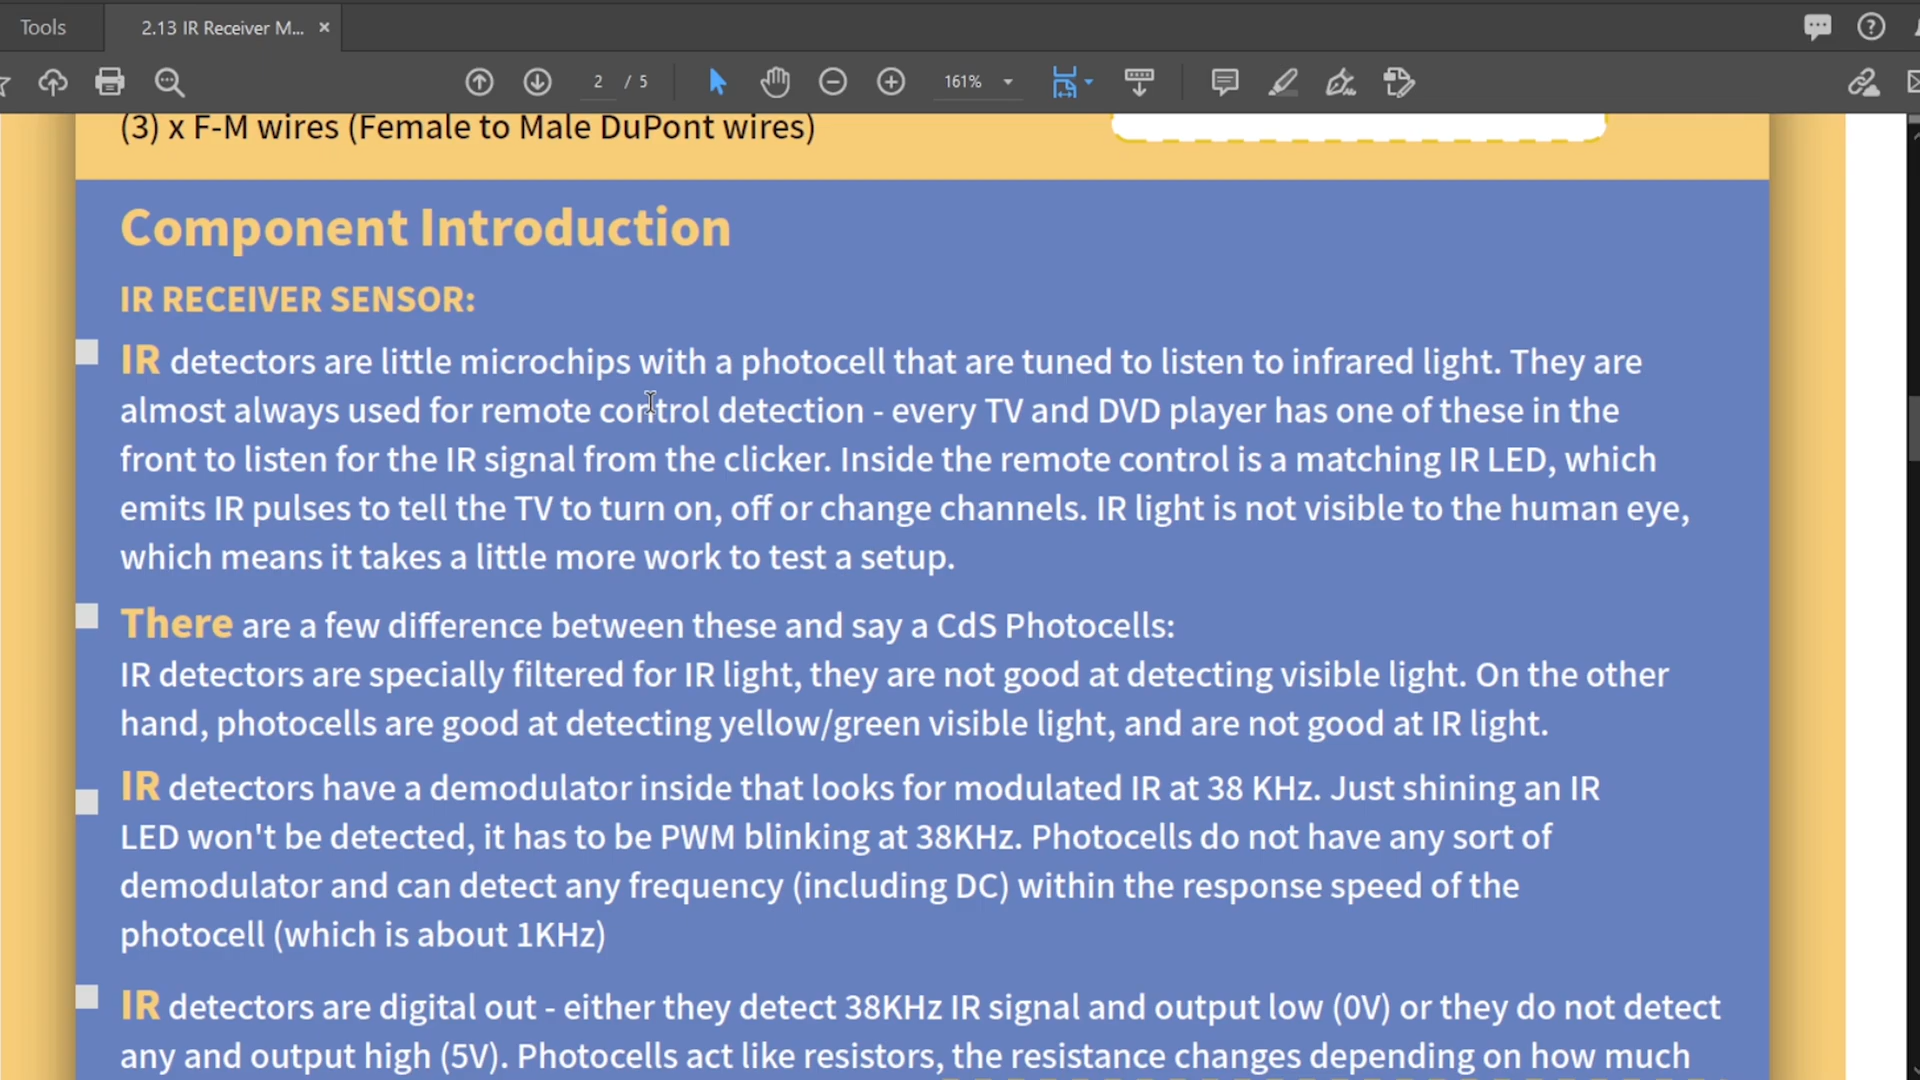 Tools
2.13 IR Receiver M... ×
2 / 5
161%
(3) x F-M wires (Female to Male DuPont wires)
Component Introduction
IR RECEIVER SENSOR:
IR detectors are little microchips with a photocell that are tuned to listen to infrared light. They are
almost always used for remote control detection - every TV and DVD player has one of these in the
front to listen for the IR signal from the clicker. Inside the remote control is a matching IR LED, which
emits IR pulses to tell the TV to turn on, off or change channels. IR light is not visible to the human eye,
which means it takes a little more work to test a setup.
There are a few difference between these and say a CdS Photocells:
IR detectors are specially filtered for IR light, they are not good at detecting visible light. On the other
hand, photocells are good at detecting yellow/green visible light, and are not good at IR light.
IR detectors have a demodulator inside that looks for modulated IR at 38 KHz. Just shining an IR
LED won't be detected, it has to be PWM blinking at 38KHz. Photocells do not have any sort of
demodulator and can detect any frequency (including DC) within the response speed of the
photocell (which is about 1KHz)
IR detectors are digital out - either they detect 38KHz IR signal and output low (0V) or they do not detect
any and output high (5V). Photocells act like resistors, the resistance changes depending on how much